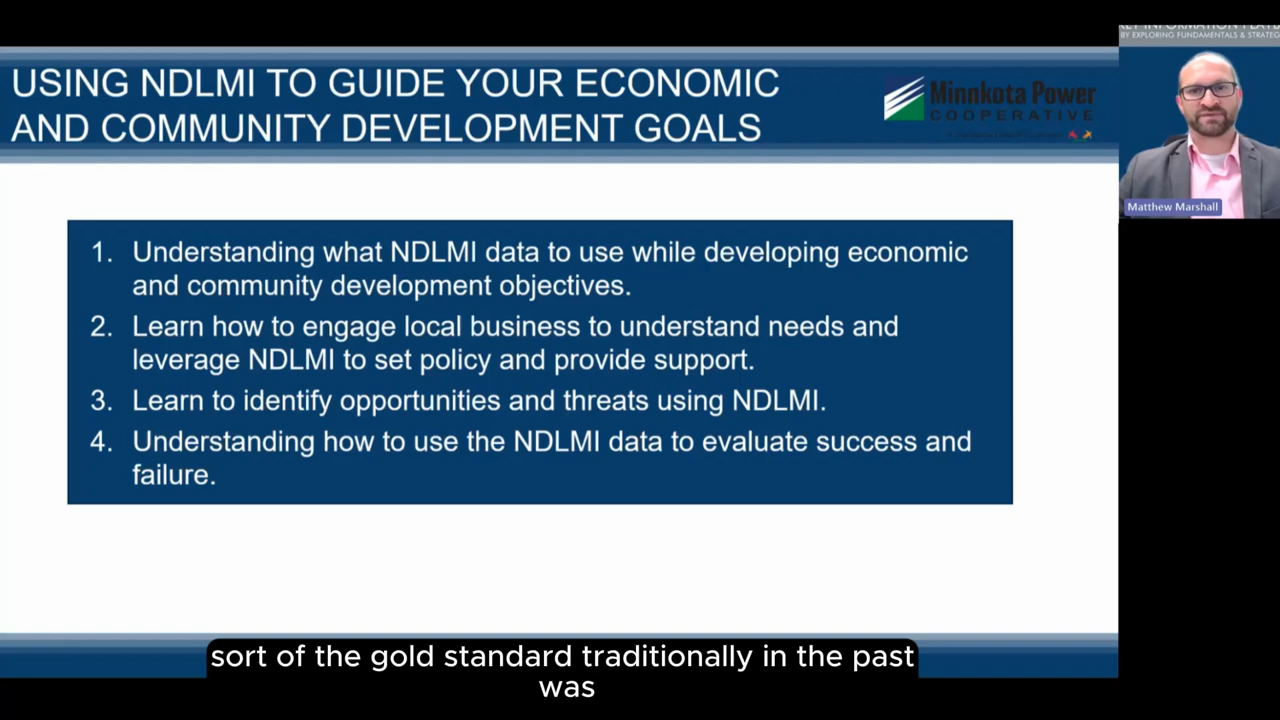 USING NDLMI TO GUIDE YOUR ECONOMIC
AND COMMUNITY DEVELOPMENT GOALS
Minnkota Power
COOPERATIVE
BY EXPLORING FUNDAMENTALS & STRATEG
Matthew Marshall
1. Understanding what NDLMI data to use while developing economic
and community development objectives.
2. Learn how to engage local business to understand needs and
leverage NDLMI to set policy and provide support.
3. Learn to identify opportunities and threats using NDLMI.
4. Understanding how to use the NDLMI data to evaluate success and
failure.
sort of the gold standard traditionally in the past
was